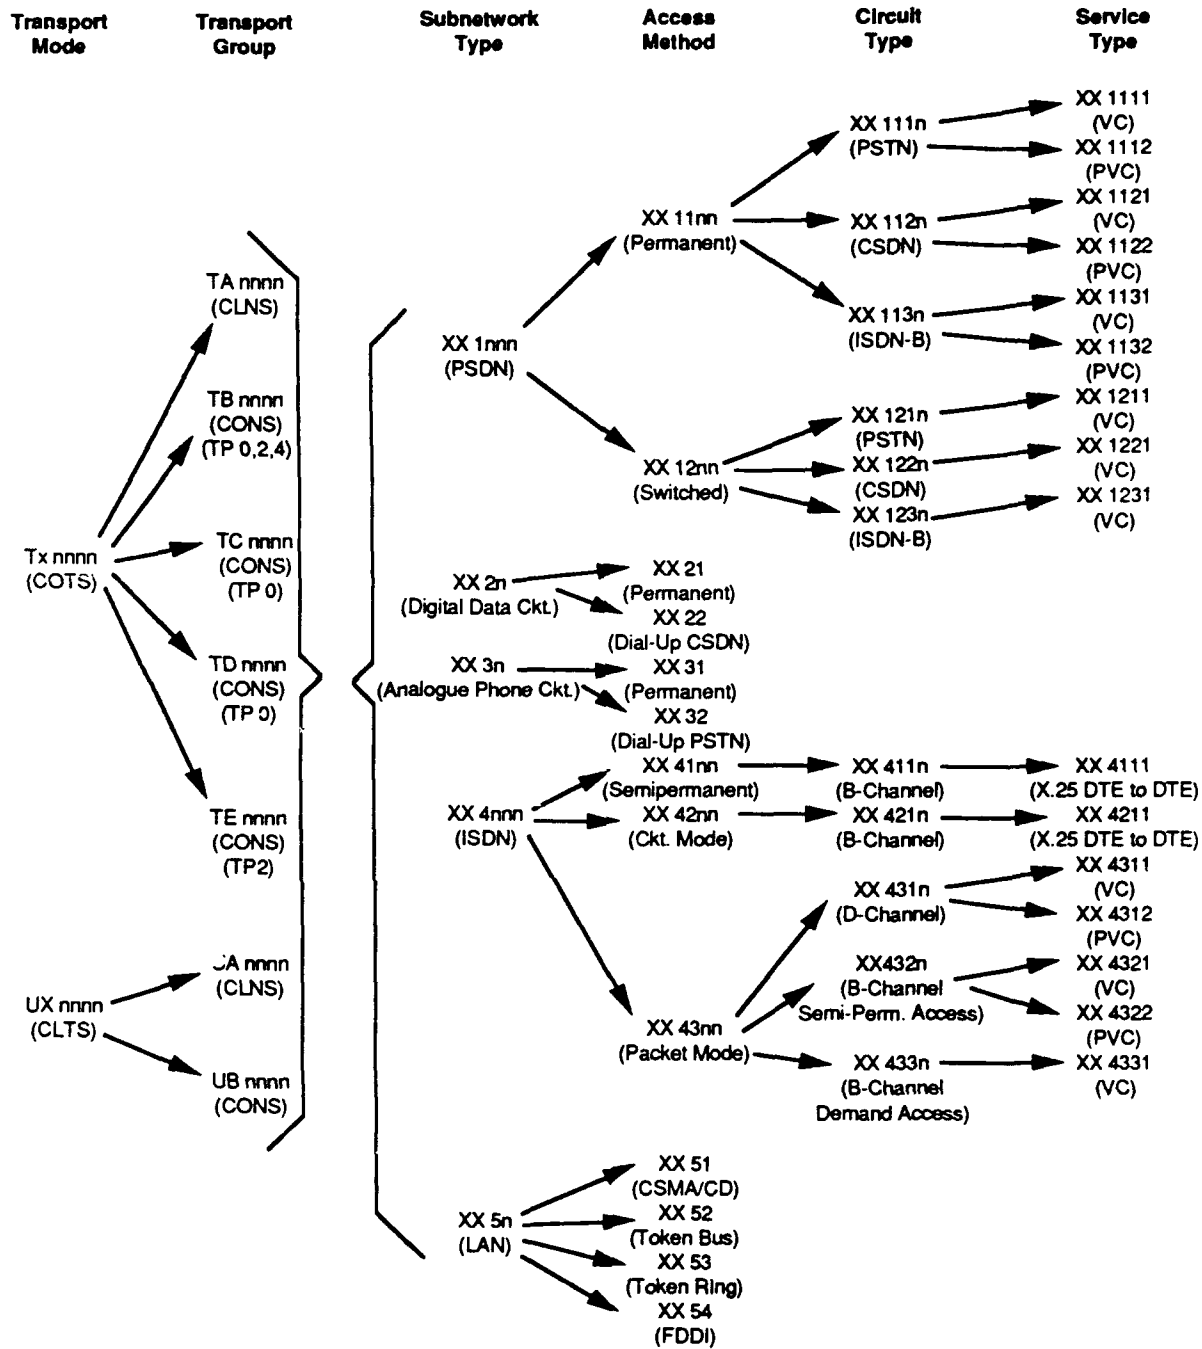 Transport Mode
Transport Group
Subnetwork Type
Access Method
Circuit Type
Service Type
Tx nnnn
(COTS)
UX nnnn
(CLTS)
TA nnnn
(CLNS)
TB nnnn
(CONS)
(TP 0,2,4)
TC nnnn
(CONS)
(TP 0)
TD nnnn
(CONS)
(TP 0)
TE nnnn
(CONS)
(TP2)
UA nnnn
(CLNS)
UB nnnn
(CONS)
XX 1nnn
(PSDN)
XX 2n
(Digital Data Ckt.)
XX 3n
(Analogue Phone Ckt.)
XX 4nnn
(ISDN)
XX 5n
(LAN)
XX 11nn
(Permanent)
XX 12nn
(Switched)
XX 21
(Permanent)
XX 22
(Dial-Up CSDN)
XX 31
(Permanent)
XX 32
(Dial-Up PSTN)
XX 41nn
(Semipermanent)
XX 42nn
(Ckt. Mode)
XX 43nn
(Packet Mode)
XX 51
(CSMA/CD)
XX 52
(Token Bus)
XX 53
(Token Ring)
XX 54
(FDDI)
XX 111n
(PSTN)
XX 112n
(CSDN)
XX 113n
(ISDN-B)
XX 121n
(PSTN)
XX 122n
(CSDN)
XX 123n
(ISDN-B)
XX 411n
(B-Channel)
XX 421n
(B-Channel)
XX 431n
(D-Channel)
XX432n
(B-Channel
Semi-Perm. Access)
XX 433n
(B-Channel
Demand Access)
XX 1111
(VC)
XX 1112
(PVC)
XX 1121
(VC)
XX 1122
(PVC)
XX 1131
(VC)
XX 1132
(PVC)
XX 1211
(VC)
XX 1221
(VC)
XX 1231
(VC)
XX 4111
(X.25 DTE to DTE)
XX 4211
(X.25 DTE to DTE)
XX 4311
(VC)
XX 4312
(PVC)
XX 4321
(VC)
XX 4322
(PVC)
XX 4331
(VC)